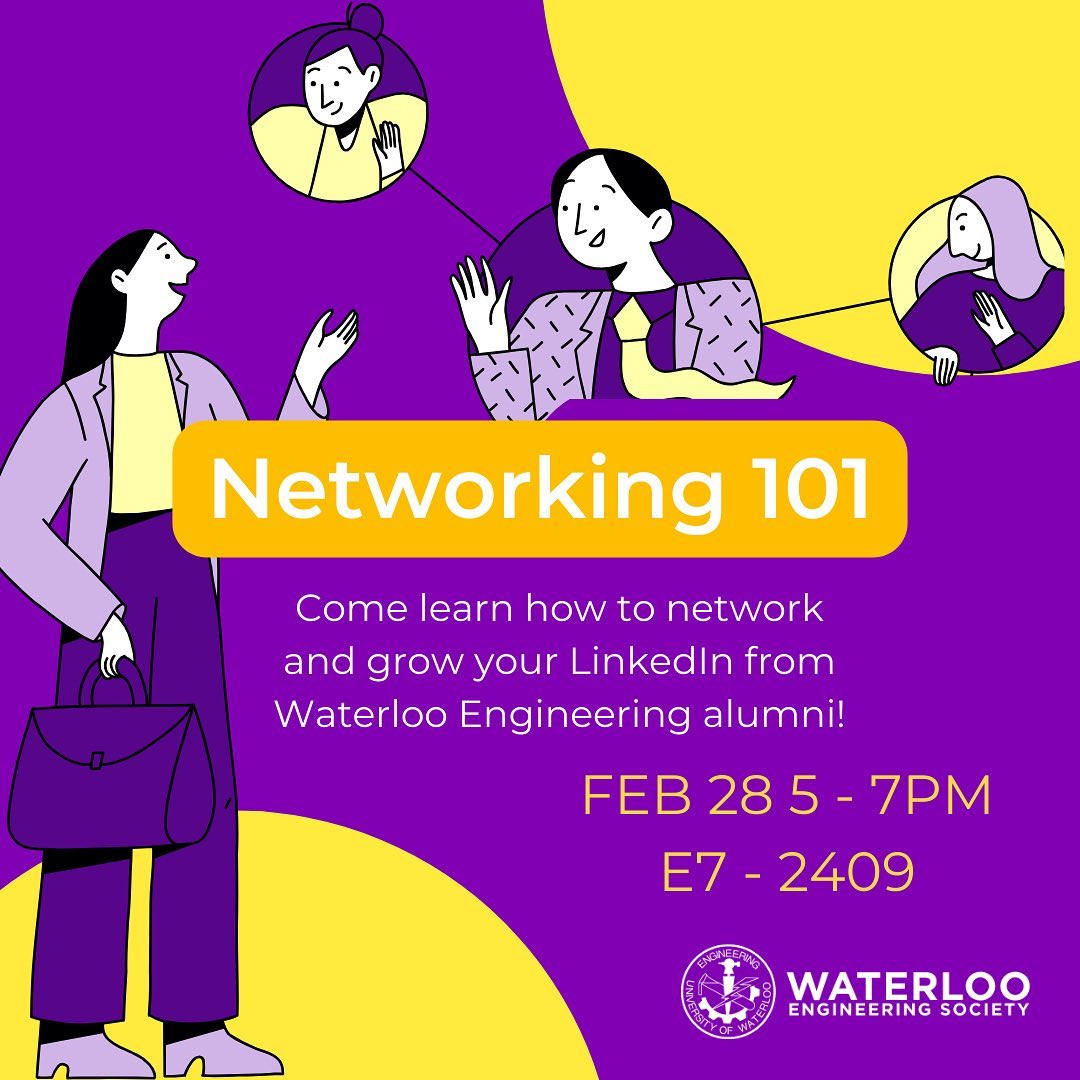 Networking 101
Come learn how to network
and grow your LinkedIn from
Waterloo Engineering alumni!
FEB 28 5 - 7PM
E7 - 2409
ENGINEERING
UNIVERSITY OF WATERLOO
WATERLOO
ENGINEERING SOCIETY